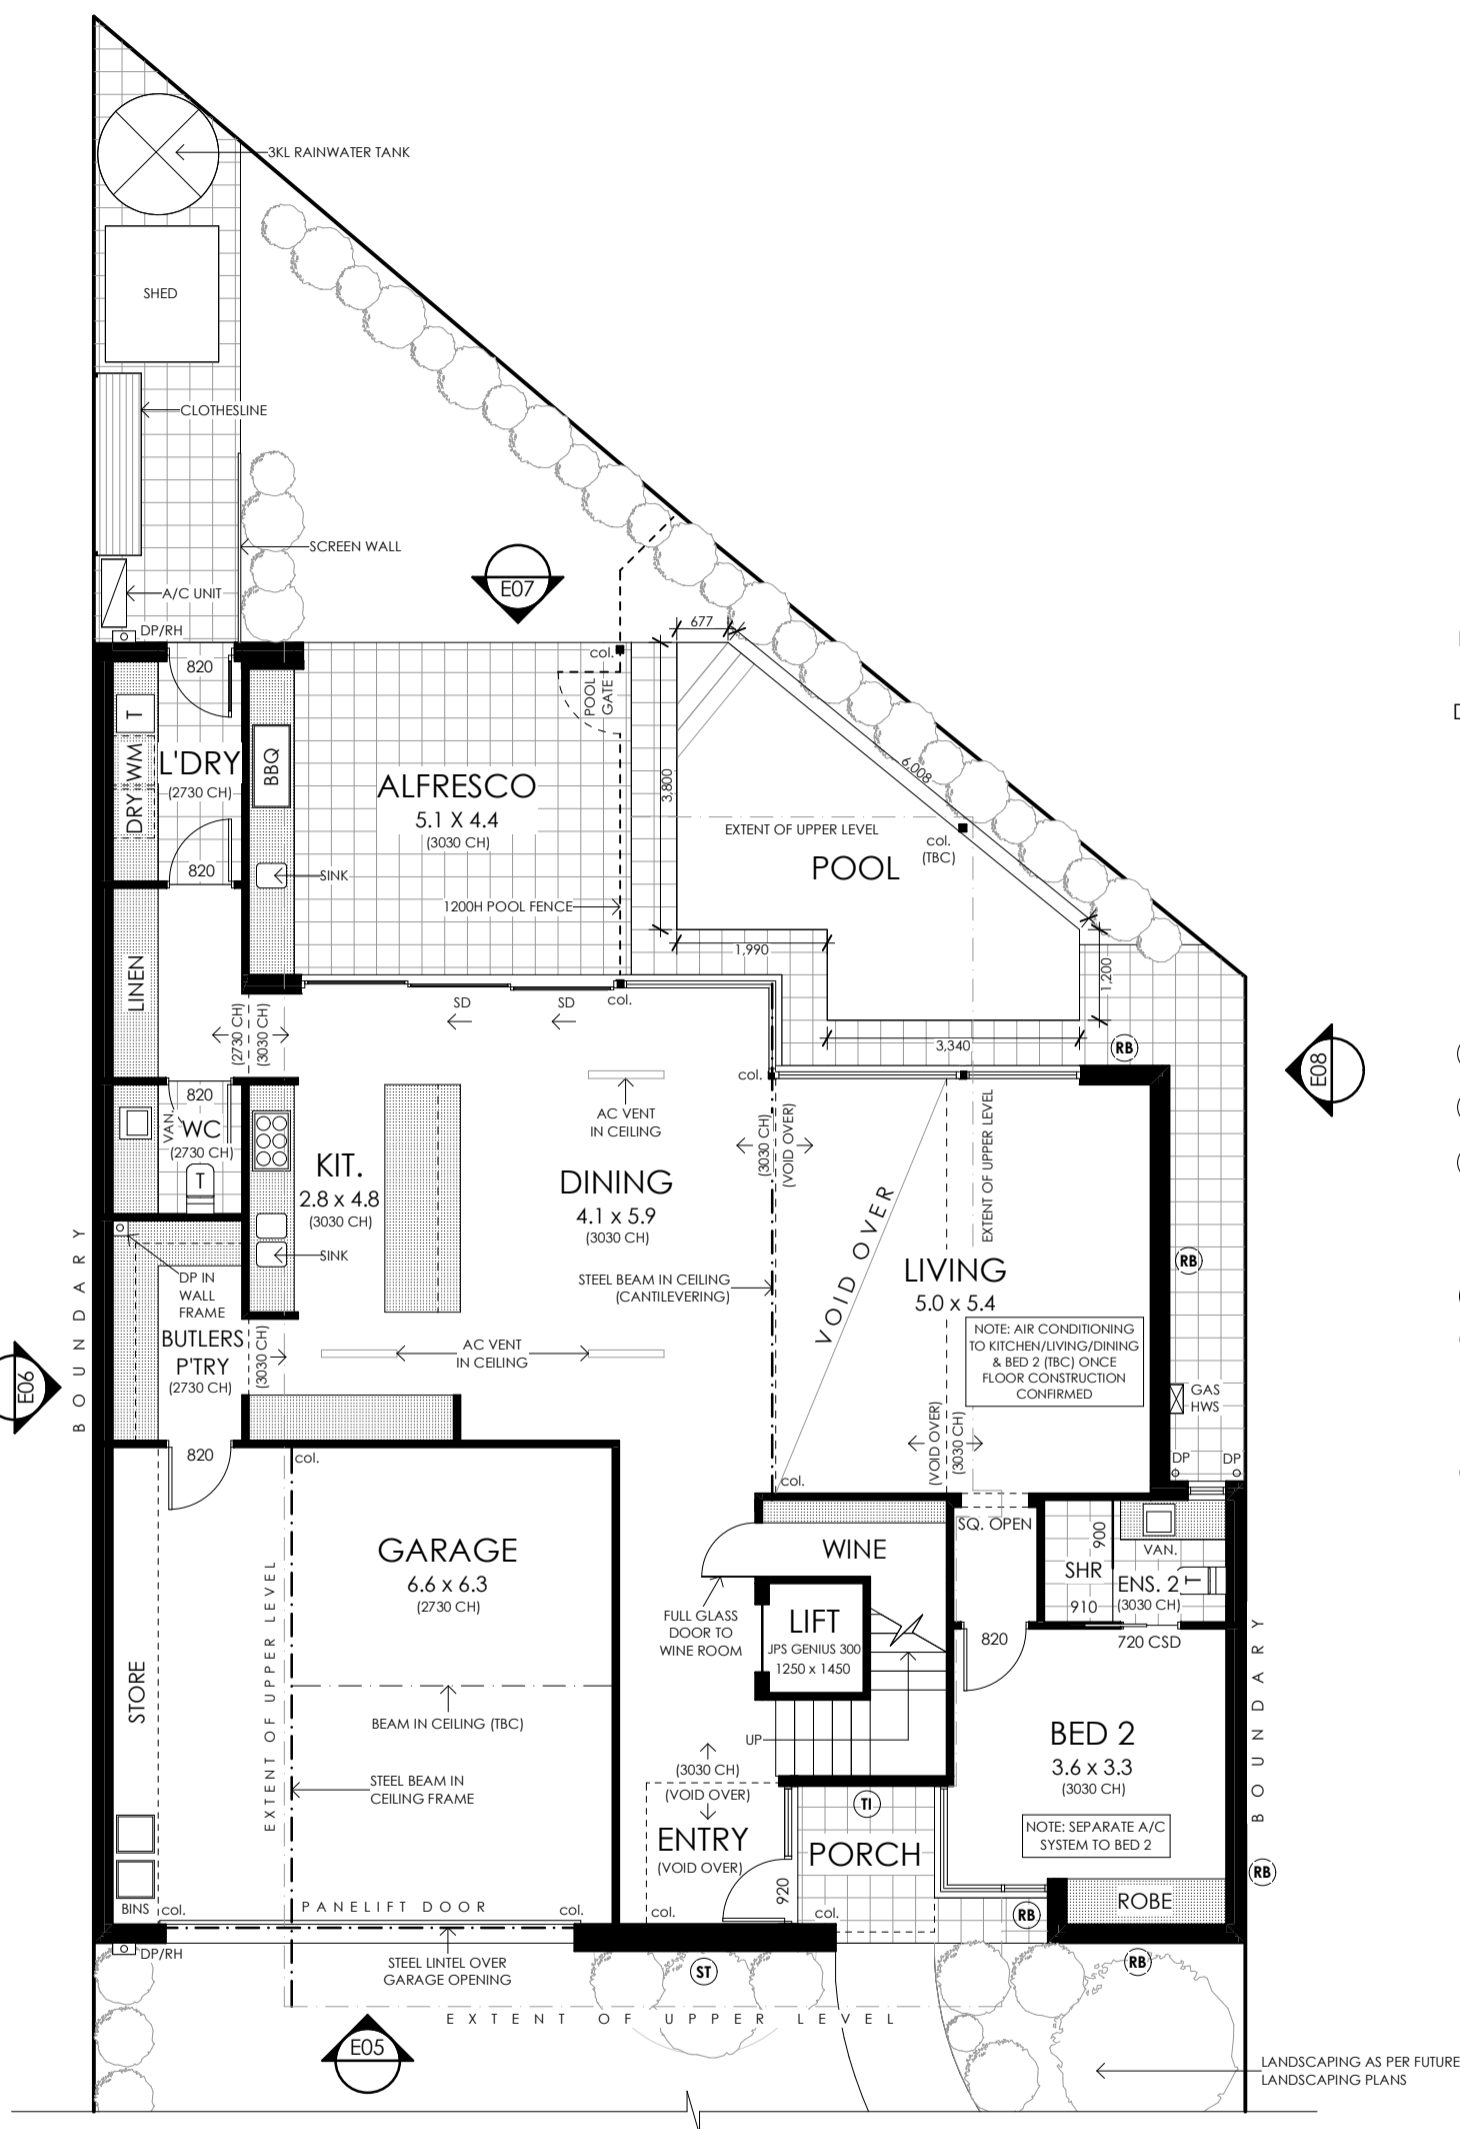 3KL RAINWATER TANK
SHED
CLOTHESLINE
SCREEN WALL
A/C UNIT
E07
DP/RH
820
677
col.
POOL
GATE
T
WM
DRY
L'DRY
(2730 CH)
BBQ
ALFRESCO
5.1 X 4.4
(3030 CH)
3,800
6,008
EXTENT OF UPPER LEVEL
col.
(TBC)
POOL
820
SINK
1200H POOL FENCE
1,990
1,200
LINEN
(2730 CH)
(3030 CH)
SD
SD
col.
3,340
RB
E08
820
VAN.
WC
(2730 CH)
T
col.
AC VENT
IN CEILING
(3030 CH)
(VOID OVER)
EXTENT OF UPPER LEVEL
KIT.
2.8 x 4.8
(3030 CH)
DINING
4.1 x 5.9
(3030 CH)
VOID OVER
SINK
STEEL BEAM IN CEILING
(CANTILEVERING)
LIVING
5.0 x 5.4
RB
BOUNDARY
DP IN
WALL
FRAME
BUTLERS
P'TRY
(2730 CH)
(3030 CH)
AC VENT
IN CEILING
NOTE: AIR CONDITIONING
TO KITCHEN/LIVING/DINING
& BED 2 (TBC) ONCE
FLOOR CONSTRUCTION
CONFIRMED
E06
GAS
HWS
(VOID OVER)
(3030 CH)
820
col.
col.
DP
DP
GARAGE
6.6 x 6.3
(2730 CH)
WINE
SQ. OPEN
SHR
900
910
VAN.
ENS. 2
(3030 CH)
T
FULL GLASS
DOOR TO
WINE ROOM
LIFT
JPS GENIUS 300
1250 x 1450
820
720 CSD
STORE
EXTENT OF UPPER LEVEL
BEAM IN CEILING (TBC)
UP
BED 2
3.6 x 3.3
(3030 CH)
BOUNDARY
STEEL BEAM IN
CEILING FRAME
(3030 CH)
(VOID OVER)
TI
ENTRY
(VOID OVER)
PORCH
NOTE: SEPARATE A/C
SYSTEM TO BED 2
RB
920
BINS
col.
PANELIFT DOOR
col.
col.
col.
RB
ROBE
DP/RH
STEEL LINTEL OVER
GARAGE OPENING
ST
RB
EXTENT OF UPPER LEVEL
E05
LANDSCAPING AS PER FUTURE
LANDSCAPING PLANS